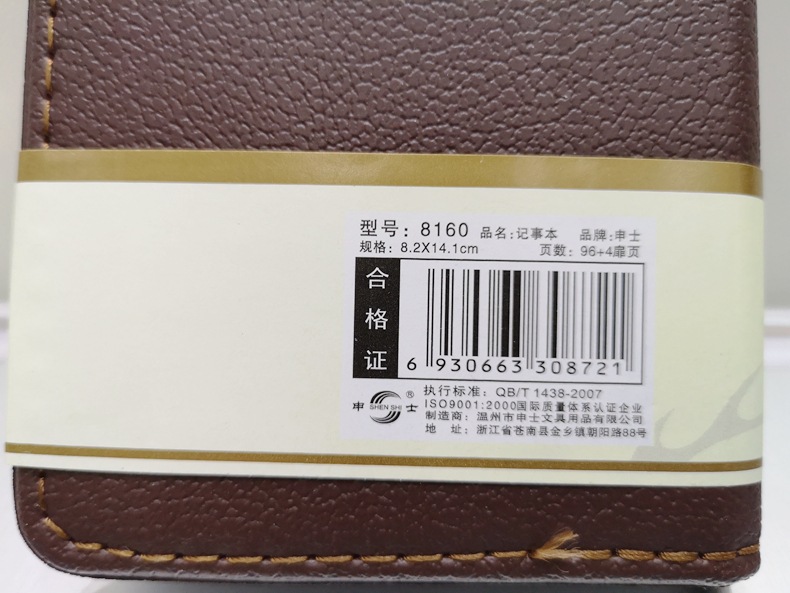 型号：8160 品名：记事本 品牌：申士
规格：8.2X14.1cm 页数：96+4扉页
合格证
6 930663 308721
申 SHEN SHI 士 ®
执行标准：QB/T 1438-2007
ISO9001:2000国际质量体系认证企业
制造商：温州市申士文具用品有限公司
地 址：浙江省苍南县金乡镇朝阳路88号